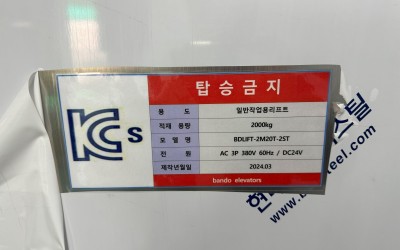 탑승금지
KCs
용 도 일반작업용리프트
적재 용량 2000kg
모 델 명 BDLIFT-2M20T-2ST
전 원 AC 3P 380V 60Hz / DC24V
제작년월일 2024.03
bando elevators